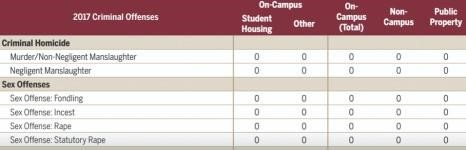 2017 Criminal Offenses On-Campus Student Housing On-Campus Other On-Campus (Total) Non-Campus Public Property
Criminal Homicide
Murder/Non-Negligent Manslaughter 0 0 0 0 0
Negligent Manslaughter 0 0 0 0 0
Sex Offenses
Sex Offense: Fondling 0 0 0 0 0
Sex Offense: Incest 0 0 0 0 0
Sex Offense: Rape 0 0 0 0 0
Sex Offense: Statutory Rape 0 0 0 0 0